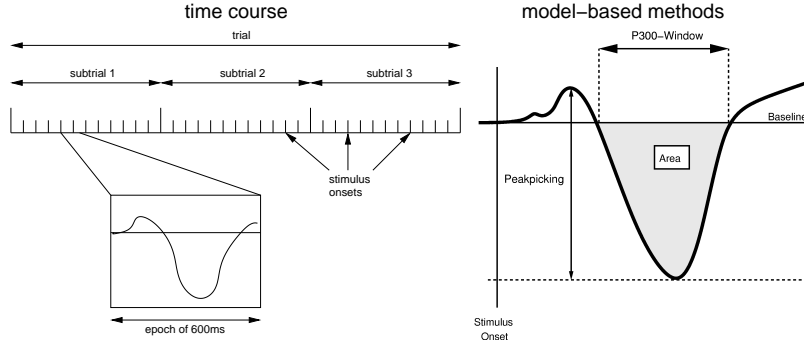 time course
trial
subtrial 1
subtrial 2
subtrial 3
stimulus
onsets
epoch of 600ms
model−based methods
P300−Window
Baseline
Area
Peakpicking
Stimulus
Onset